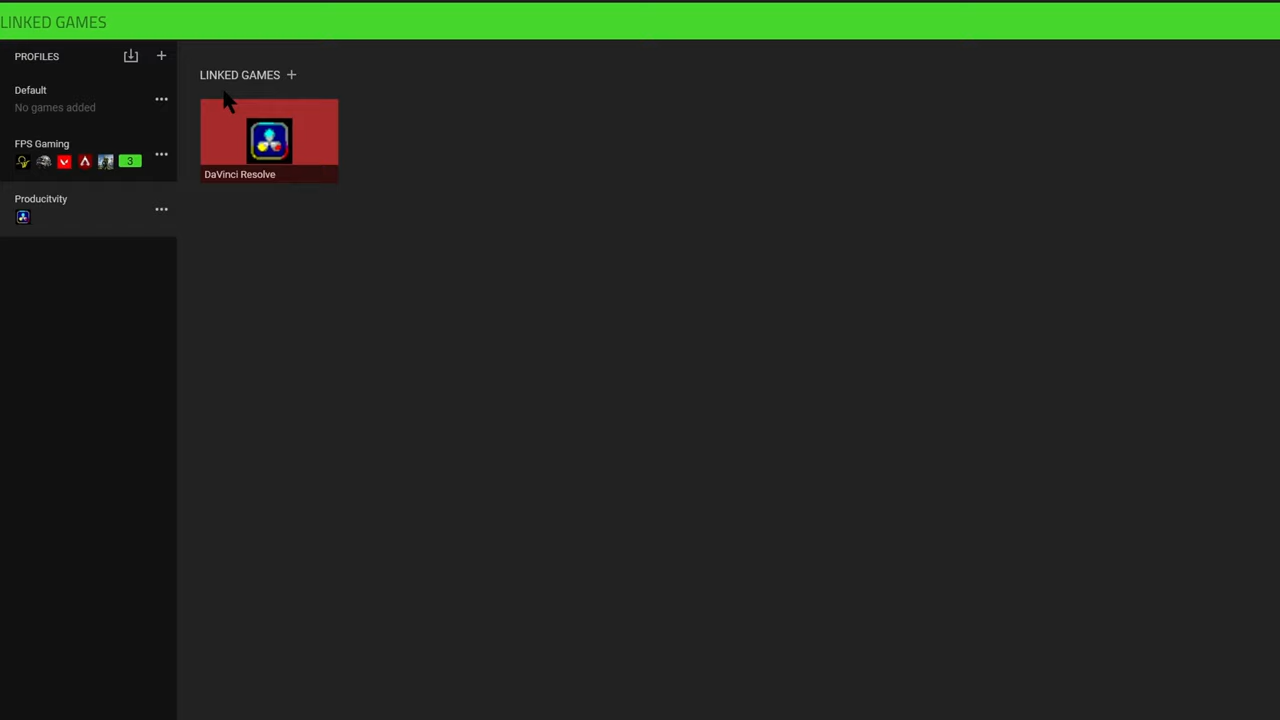 LINKED GAMES
PROFILES
Default
No games added
FPS Gaming
3
Producitvity
LINKED GAMES
DaVinci Resolve